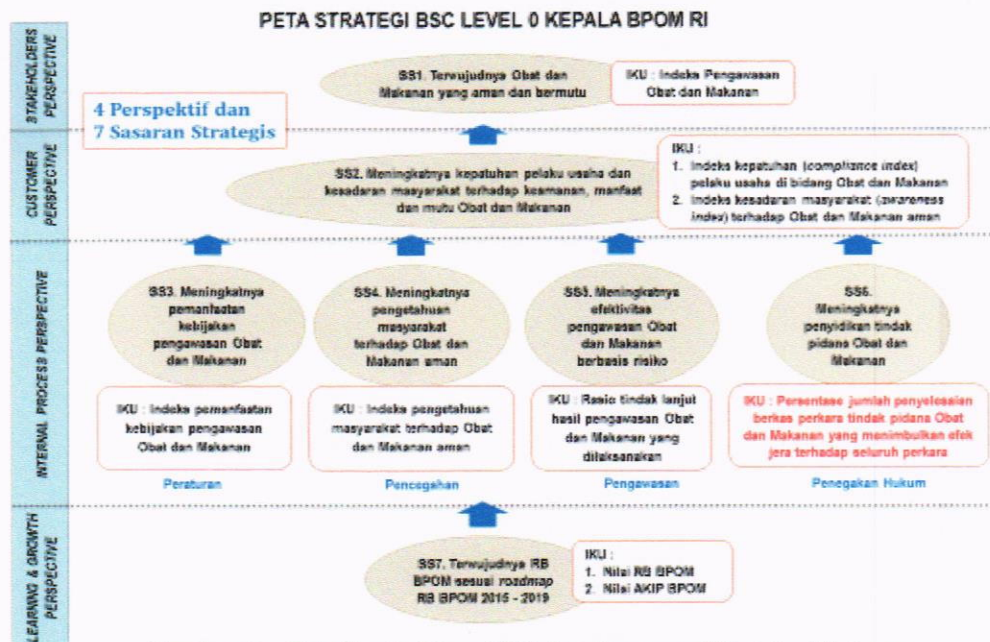 PETA STRATEGI BSC LEVEL 0 KEPALA BPOM RI
STAKEHOLDERS
PERSPECTIVE
SS1. Terwujudnya Obat dan
Makanan yang aman dan bermutu
IKU : Indeks Pengawasan
Obat dan Makanan
4 Perspektif dan
7 Sasaran Strategis
CUSTOMER
PERSPECTIVE
SS2. Meningkatnya kepatuhan pelaku usaha dan
kesadaran masyarakat terhadap keamanan, manfaat
dan mutu Obat dan Makanan
IKU :
1. Indeks kepatuhan (compliance index)
pelaku usaha di bidang Obat dan Makanan
2. Indeks kesadaran masyarakat (awareness
index) terhadap Obat dan Makanan aman
INTERNAL PROCESS PERSPECTIVE
SS3. Meningkatnya
pemanfaatan
kebijakan
pengawasan Obat
dan Makanan
IKU : Indeks pemanfaatan
kebijakan pengawasan
Obat dan Makanan
Peraturan
SS4. Meningkatnya
pengetahuan
masyarakat
terhadap Obat dan
Makanan aman
IKU : Indeks pengetahuan
masyarakat terhadap Obat
dan Makanan aman
Pencegahan
SS5. Meningkatnya
efektivitas
pengawasan Obat
dan Makanan
berbasis risiko
IKU : Rasio tindak lanjut
hasil pengawasan Obat
dan Makanan yang
dilaksanakan
Pengawasan
SS6.
Meningkatnya
penyidikan tindak
pidana Obat dan
Makanan
IKU : Persentase jumlah penyelesaian
berkas perkara tindak pidana Obat
dan Makanan yang menimbulkan efek
jera terhadap seluruh perkara
Penegakan Hukum
LEARNING & GROWTH
PERSPECTIVE
SS7. Terwujudnya RB
BPOM sesuai roadmap
RB BPOM 2015 - 2019
IKU :
1. Nilai RB BPOM
2. Nilai AKIP BPOM